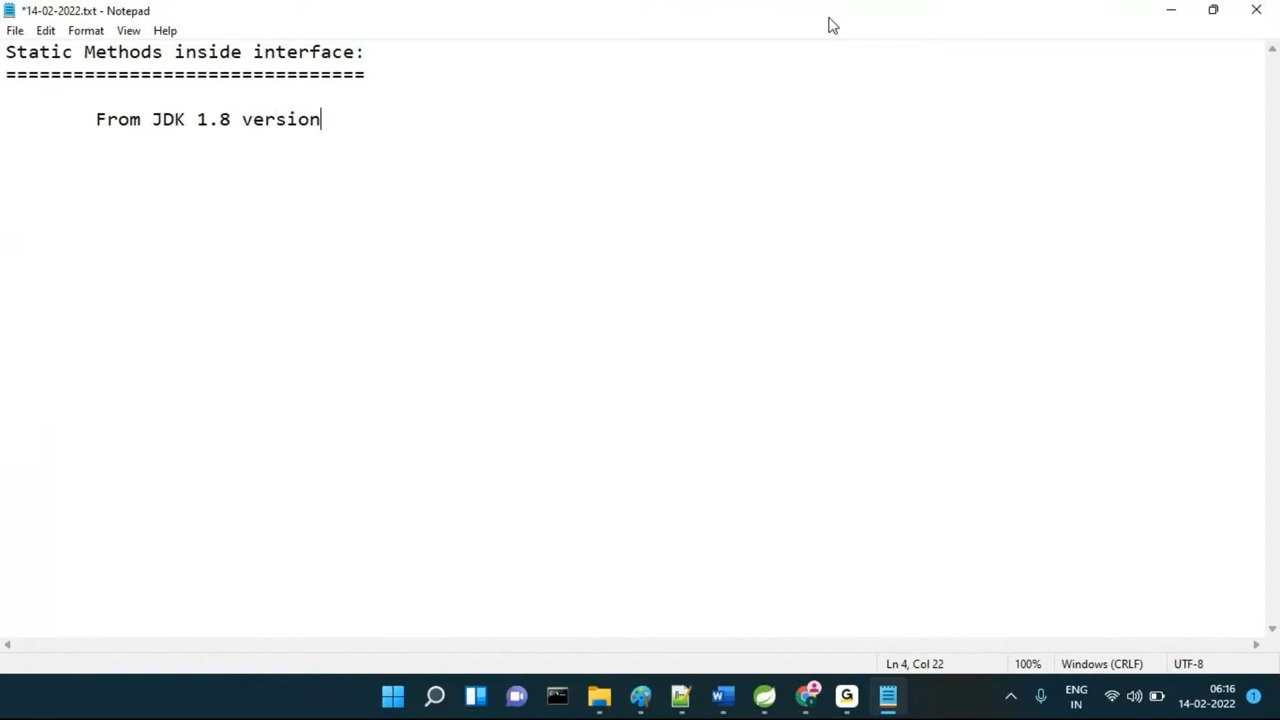 *14-02-2022.txt - Notepad
File Edit Format View Help
Static Methods inside interface:
================================
From JDK 1.8 version
Ln 4, Col 22 100% Windows (CRLF) UTF-8
ENG
IN
06:16
14-02-2022
1